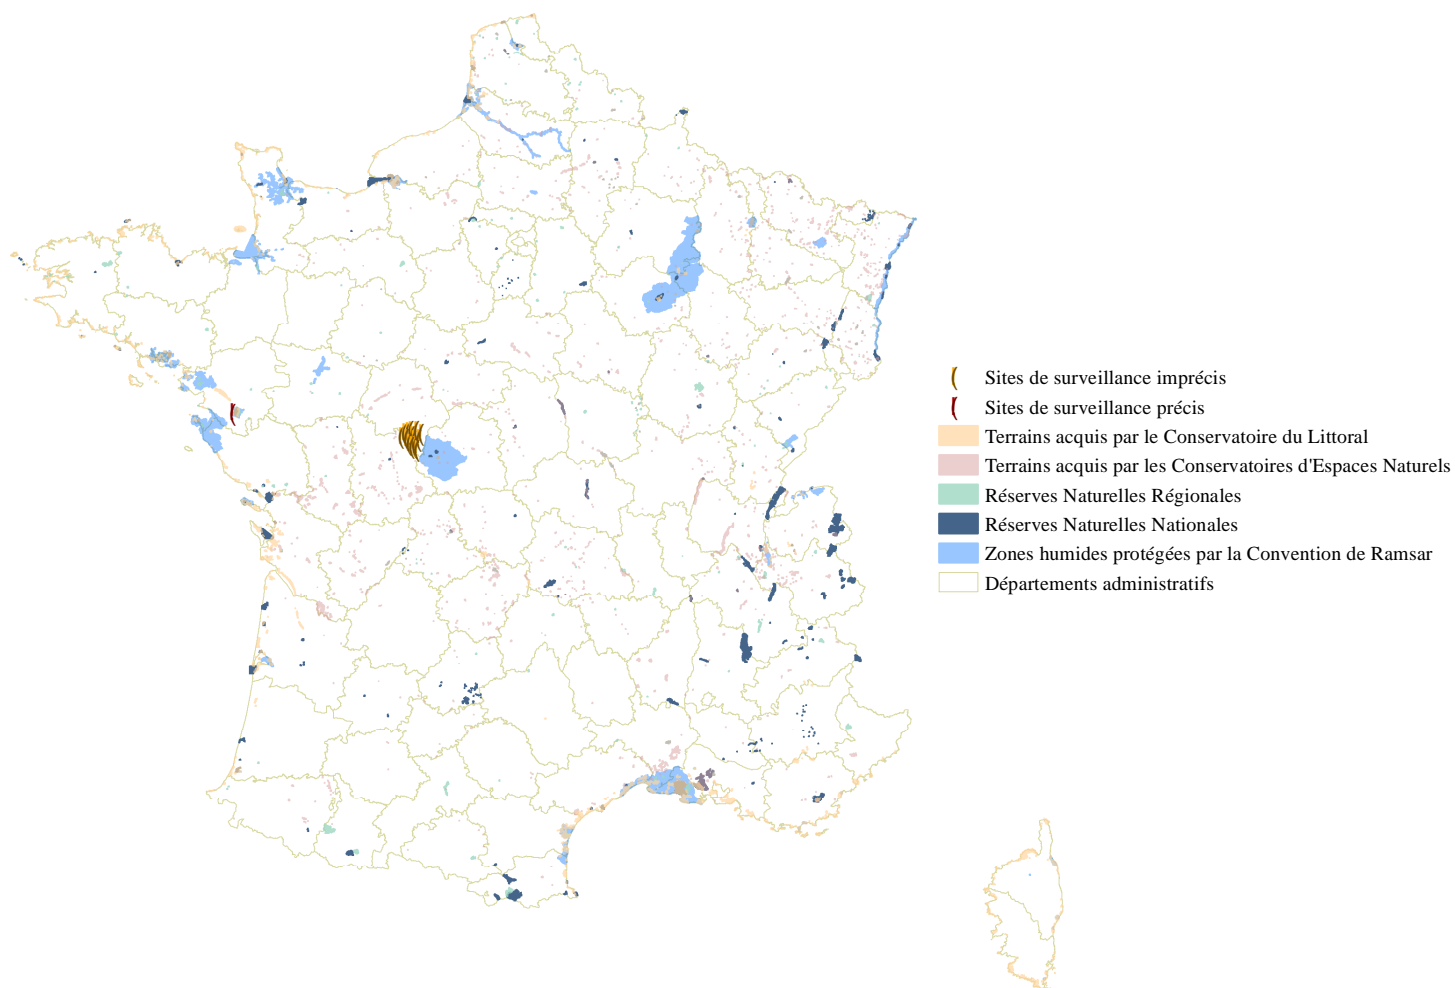 Sites de surveillance imprécis
Sites de surveillance précis
Terrains acquis par le Conservatoire du Littoral
Terrains acquis par les Conservatoires d'Espaces Naturels
Réserves Naturelles Régionales
Réserves Naturelles Nationales
Zones humides protégées par la Convention de Ramsar
Départements administratifs